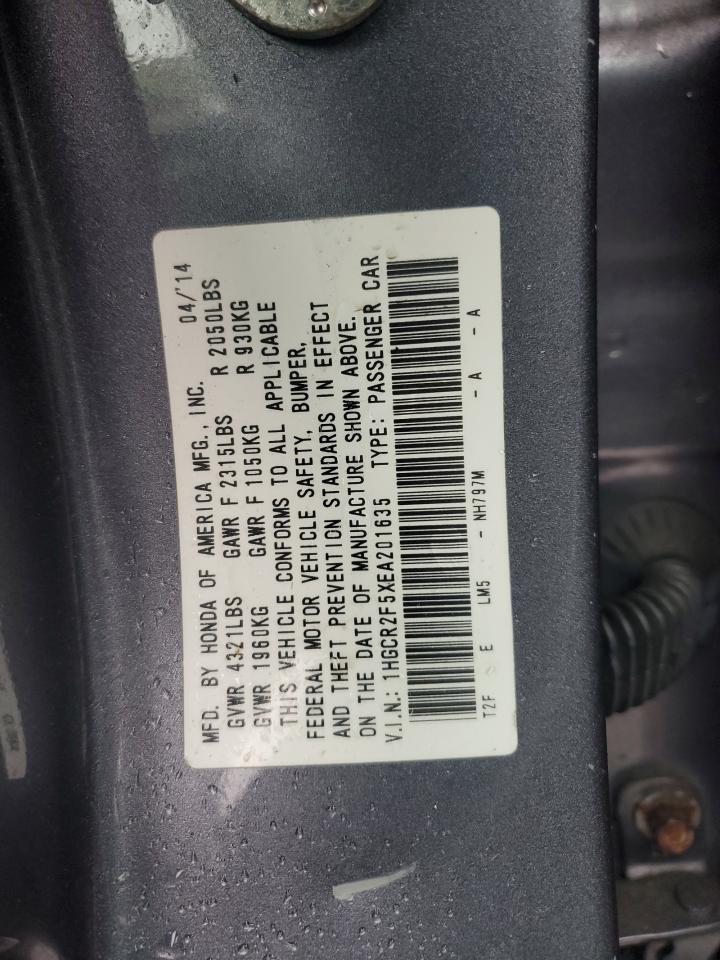 MFD. BY HONDA OF AMERICA MFG., INC. 04/'14
GVWR 4321LBS GAWR F 2315LBS R 2050LBS
GVWR 1960KG GAWR F 1050KG R 930KG
THIS VEHICLE CONFORMS TO ALL APPLICABLE
FEDERAL MOTOR VEHICLE SAFETY, BUMPER,
AND THEFT PREVENTION STANDARDS IN EFFECT
ON THE DATE OF MANUFACTURE SHOWN ABOVE.
V.I.N.: 1HGCR2F5XEA201635 TYPE: PASSENGER CAR
T2F E LM5 - NH797M - A - A